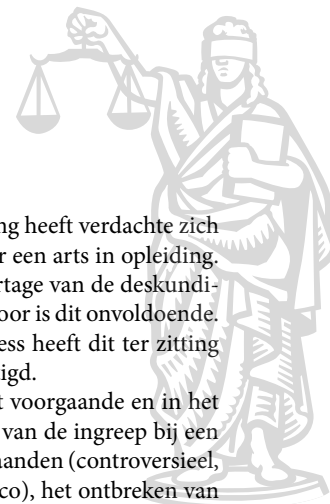 ng heeft verdachte zich
r een arts in opleiding.
rtage van de deskundi-
oor is dit onvoldoende.
ess heeft dit ter zitting
igd.
t voorgaande en in het
van de ingreep bij een
aanden (controversieel,
co), het ontbreken van